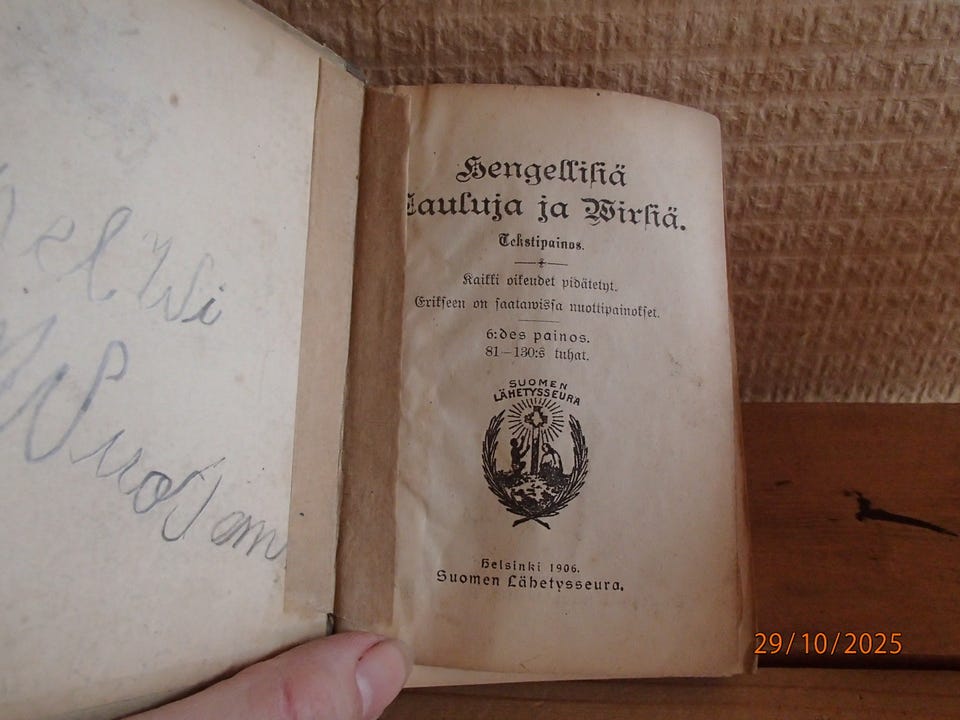 Hengellisiä
Lauluja ja Wirsiä.
Tekstipainos.
Kaikki oikeudet pidätetyt.
Erikseen on saatawissa nuottipainokset.
6:des painos.
81—130:s tuhat.
SUOMEN
LÄHETYSSEURA
Helsinki 1906.
Suomen Lähetysseura.
29/10/2025